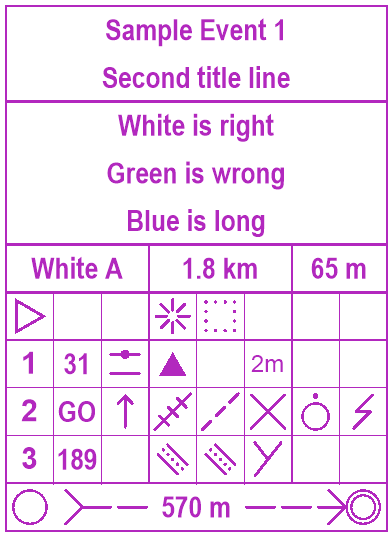 Sample Event 1
Second title line
White is right
Green is wrong
Blue is long
White A 1.8 km 65 m
1 31 2m
2 GO
3 189
570 m